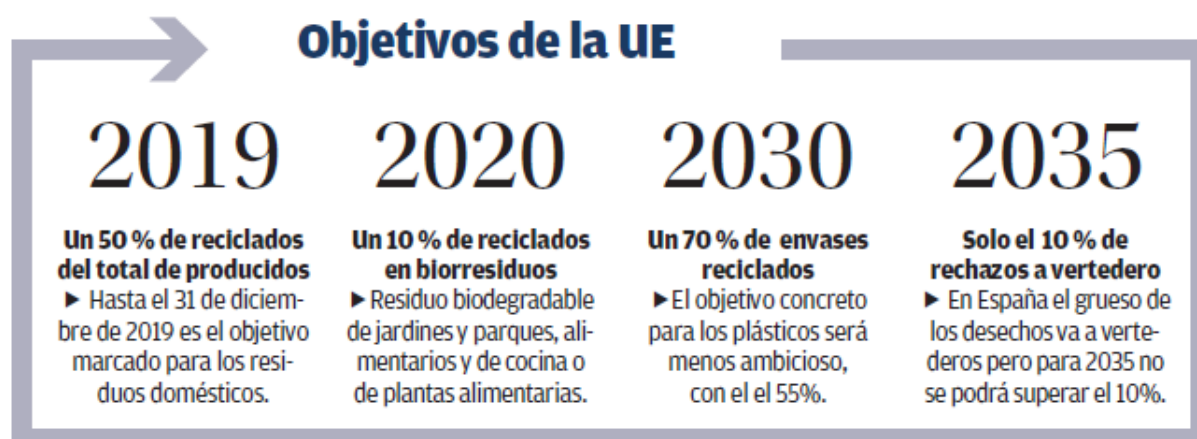 Objetivos de la UE
2019
Un 50 % de reciclados
del total de producidos
► Hasta el 31 de diciem-
bre de 2019 es el objetivo
marcado para los resi-
duos domésticos.
2020
Un 10 % de reciclados
en biorresiduos
► Residuo biodegradable
de jardines y parques, ali-
mentarios y de cocina o
de plantas alimentarias.
2030
Un 70 % de envases
reciclados
► El objetivo concreto
para los plásticos será
menos ambicioso,
con el el 55%.
2035
Solo el 10 % de
rechazos a vertedero
► En España el grueso de
los desechos va a verte-
deros pero para 2035 no
se podrá superar el 10%.